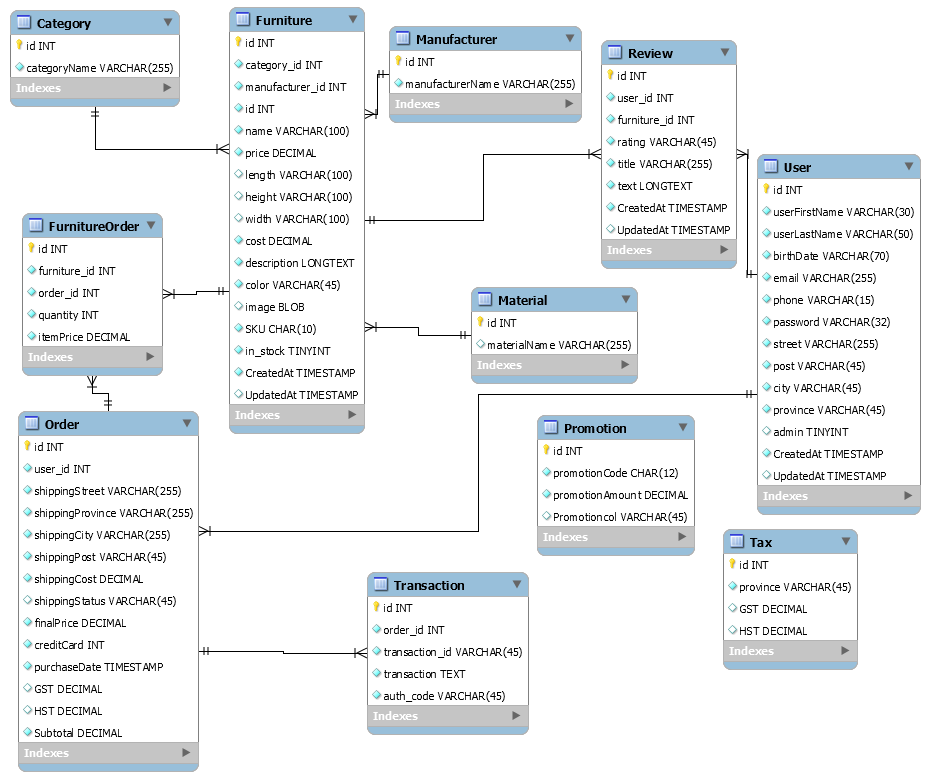 Category
id INT
categoryName VARCHAR(255)
Indexes
Furniture
id INT
category_id INT
manufacturer_id INT
id INT
name VARCHAR(100)
price DECIMAL
length VARCHAR(100)
height VARCHAR(100)
width VARCHAR(100)
cost DECIMAL
description LONGTEXT
color VARCHAR(45)
image BLOB
SKU CHAR(10)
in_stock TINYINT
CreatedAt TIMESTAMP
UpdatedAt TIMESTAMP
Indexes
Manufacturer
id INT
manufacturerName VARCHAR(255)
Indexes
Review
id INT
user_id INT
furniture_id INT
rating VARCHAR(45)
title VARCHAR(255)
text LONGTEXT
CreatedAt TIMESTAMP
UpdatedAt TIMESTAMP
Indexes
User
id INT
userFirstName VARCHAR(30)
userLastName VARCHAR(50)
birthDate VARCHAR(70)
email VARCHAR(255)
phone VARCHAR(15)
password VARCHAR(32)
street VARCHAR(255)
post VARCHAR(45)
city VARCHAR(45)
province VARCHAR(45)
admin TINYINT
CreatedAt TIMESTAMP
UpdatedAt TIMESTAMP
Indexes
FurnitureOrder
id INT
furniture_id INT
order_id INT
quantity INT
itemPrice DECIMAL
Indexes
Material
id INT
materialName VARCHAR(255)
Indexes
Order
id INT
user_id INT
shippingStreet VARCHAR(255)
shippingProvince VARCHAR(255)
shippingCity VARCHAR(255)
shippingPost VARCHAR(45)
shippingCost DECIMAL
shippingStatus VARCHAR(45)
finalPrice DECIMAL
creditCard INT
purchaseDate TIMESTAMP
GST DECIMAL
HST DECIMAL
Subtotal DECIMAL
Indexes
Promotion
id INT
promotionCode CHAR(12)
promotionAmount DECIMAL
Promotioncol VARCHAR(45)
Indexes
Tax
id INT
province VARCHAR(45)
GST DECIMAL
HST DECIMAL
Indexes
Transaction
id INT
order_id INT
transaction_id VARCHAR(45)
transaction TEXT
auth_code VARCHAR(45)
Indexes